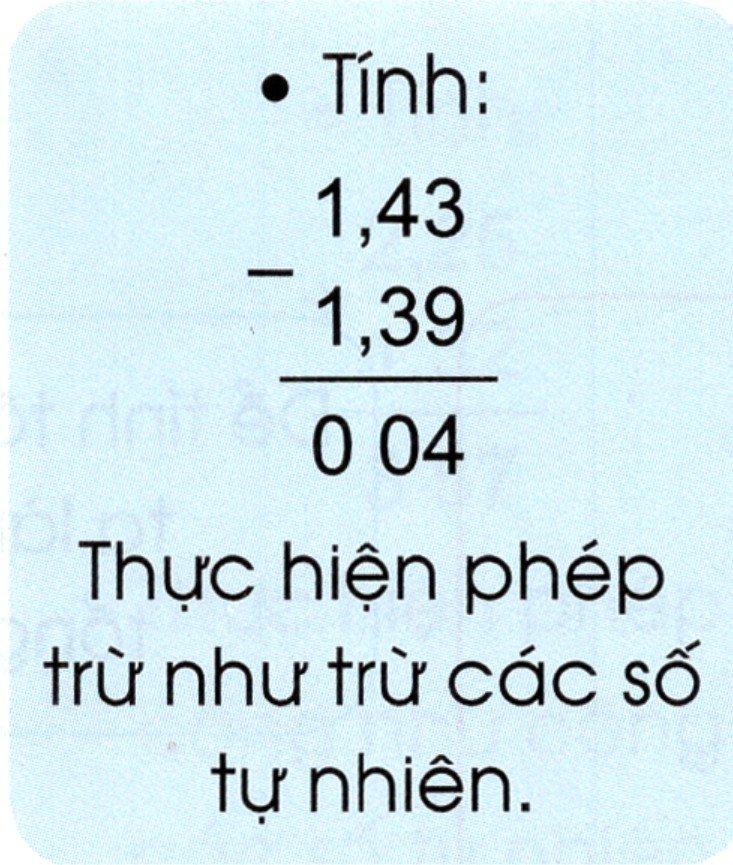 • Tính:
1,43
−
1,39
0 04
Thực hiện phép
trừ như trừ các số
tự nhiên.